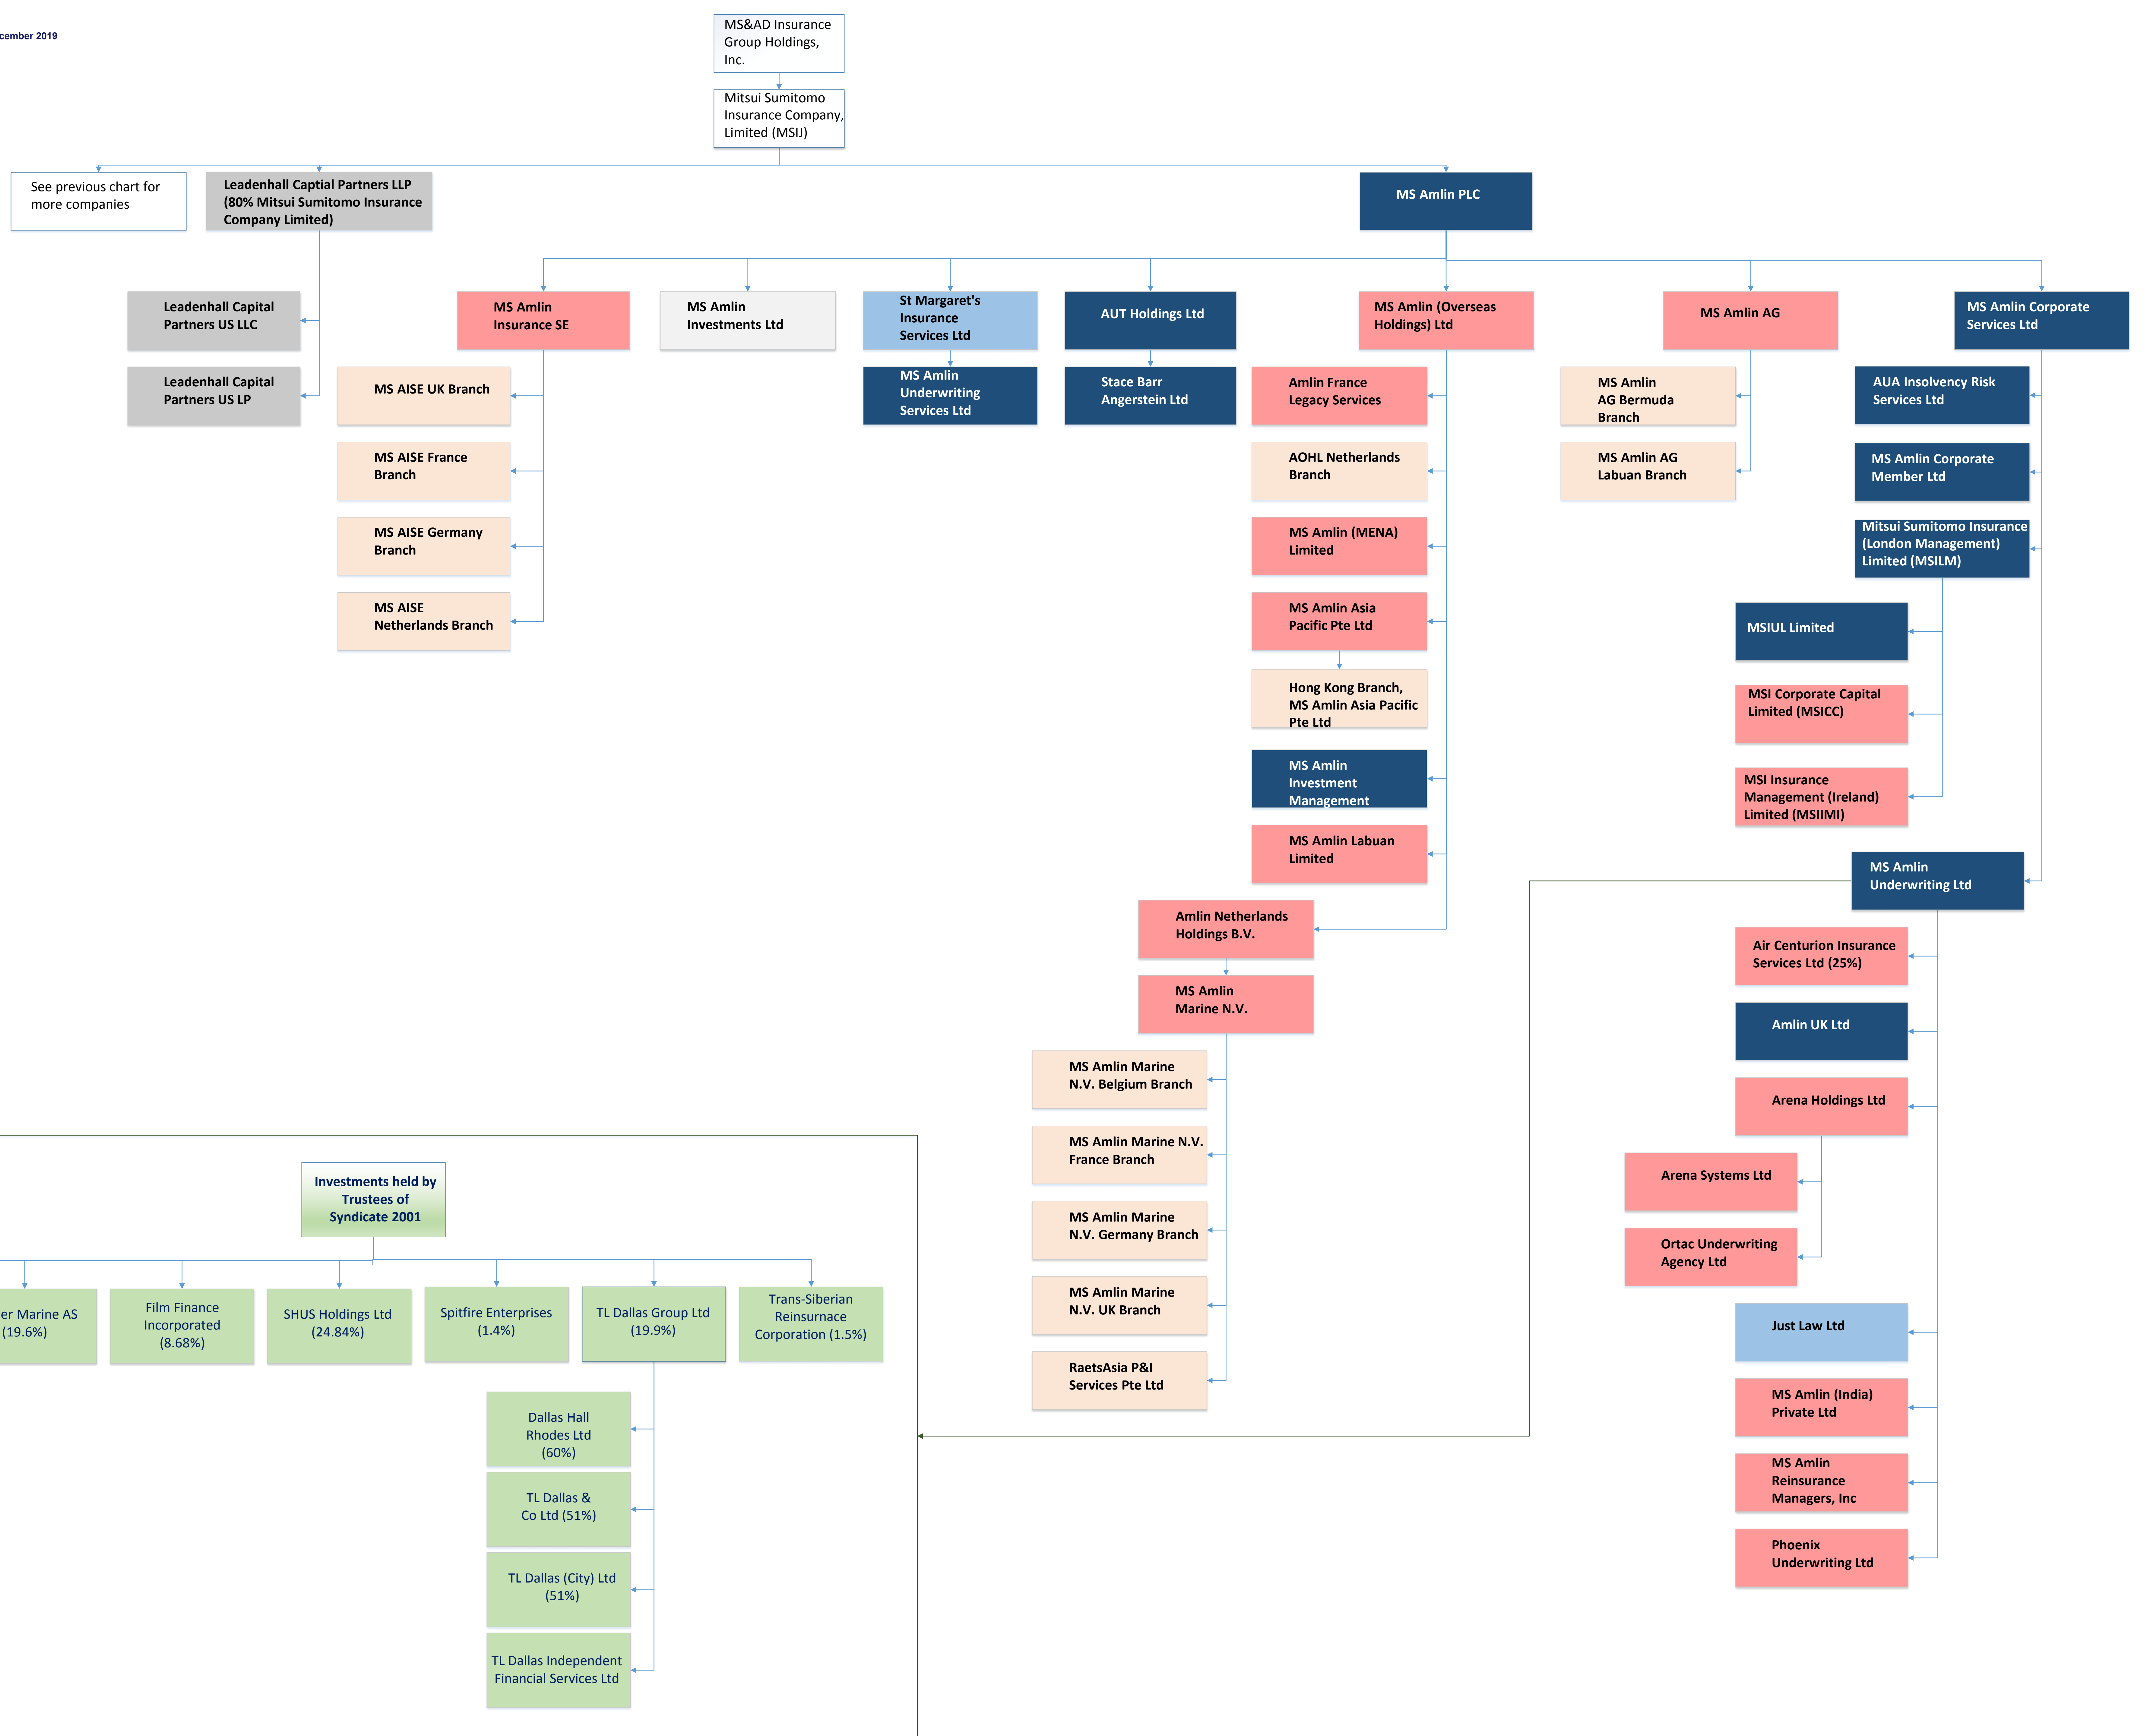 cember 2019
MS&AD Insurance
Group Holdings,
Inc.
Mitsui Sumitomo
Insurance Company,
Limited (MSIJ)
See previous chart for
more companies
Leadenhall Captial Partners LLP
(80% Mitsui Sumitomo Insurance
Company Limited)
MS Amlin PLC
Leadenhall Capital
Partners US LLC
Leadenhall Capital
Partners US LP
MS Amlin
Insurance SE
MS AISE UK Branch
MS AISE France
Branch
MS AISE Germany
Branch
MS AISE
Netherlands Branch
MS Amlin
Investments Ltd
St Margaret's
Insurance
Services Ltd
MS Amlin
Underwriting
Services Ltd
AUT Holdings Ltd
Stace Barr
Angerstein Ltd
MS Amlin (Overseas
Holdings) Ltd
Amlin France
Legacy Services
AOHL Netherlands
Branch
MS Amlin (MENA)
Limited
MS Amlin Asia
Pacific Pte Ltd
Hong Kong Branch,
MS Amlin Asia Pacific
Pte Ltd
MS Amlin
Investment
Management
MS Amlin Labuan
Limited
Amlin Netherlands
Holdings B.V.
MS Amlin
Marine N.V.
MS Amlin Marine
N.V. Belgium Branch
MS Amlin Marine N.V.
France Branch
MS Amlin Marine
N.V. Germany Branch
MS Amlin Marine
N.V. UK Branch
RaetsAsia P&I
Services Pte Ltd
MS Amlin AG
MS Amlin
AG Bermuda
Branch
MS Amlin AG
Labuan Branch
MS Amlin Corporate
Services Ltd
AUA Insolvency Risk
Services Ltd
MS Amlin Corporate
Member Ltd
Mitsui Sumitomo Insurance
(London Management)
Limited (MSILM)
MSIUL Limited
MSI Corporate Capital
Limited (MSICC)
MSI Insurance
Management (Ireland)
Limited (MSIIMI)
MS Amlin
Underwriting Ltd
Air Centurion Insurance
Services Ltd (25%)
Amlin UK Ltd
Arena Holdings Ltd
Arena Systems Ltd
Ortac Underwriting
Agency Ltd
Just Law Ltd
MS Amlin (India)
Private Ltd
MS Amlin
Reinsurance
Managers, Inc
Phoenix
Underwriting Ltd
Investments held by
Trustees of
Syndicate 2001
er Marine AS
(19.6%)
Film Finance
Incorporated
(8.68%)
SHUS Holdings Ltd
(24.84%)
Spitfire Enterprises
(1.4%)
TL Dallas Group Ltd
(19.9%)
Trans-Siberian
Reinsurnace
Corporation (1.5%)
Dallas Hall
Rhodes Ltd
(60%)
TL Dallas &
Co Ltd (51%)
TL Dallas (City) Ltd
(51%)
TL Dallas Independent
Financial Services Ltd